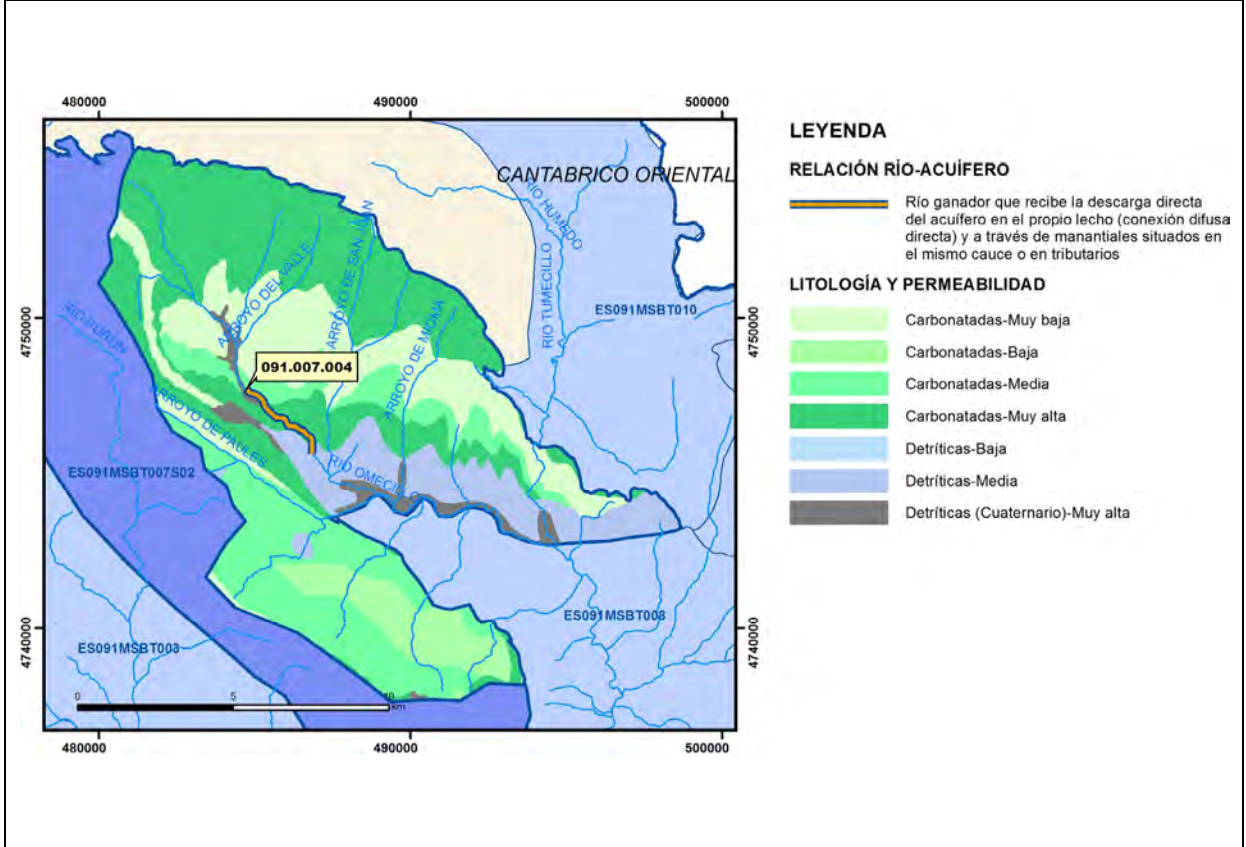 480000
490000
500000
CANTABRICO ORIENTAL
RÍO HUMEDO
RÍO TUMECILLO
ES091MSBT010
ARROYO DE SAN JUAN
ARROYO DEL VALLE
ARROYO DE MIOMA
4750000
4750000
091.007.004
ARROYO DE PAULES
ES091MSBT007S02
RÍO OMECILLO
ES091MSBT008
ES091MSBT003
4740000
4740000
0 5 10
km
480000
490000
500000
LEYENDA
RELACIÓN RÍO-ACUÍFERO
Río ganador que recibe la descarga directa
del acuífero en el propio lecho (conexión difusa
directa) y a través de manantiales situados en
el mismo cauce o en tributarios
LITOLOGÍA Y PERMEABILIDAD
Carbonatadas-Muy baja
Carbonatadas-Baja
Carbonatadas-Media
Carbonatadas-Muy alta
Detríticas-Baja
Detríticas-Media
Detríticas (Cuaternario)-Muy alta